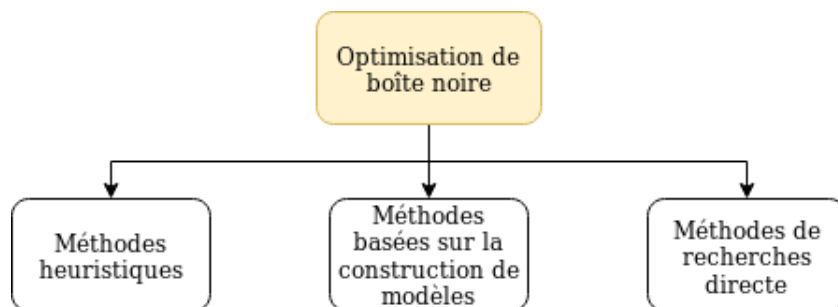 Optimisation de
boîte noire
Méthodes
heuristiques
Méthodes
basées sur la
construction de
modèles
Méthodes de
recherches
directe